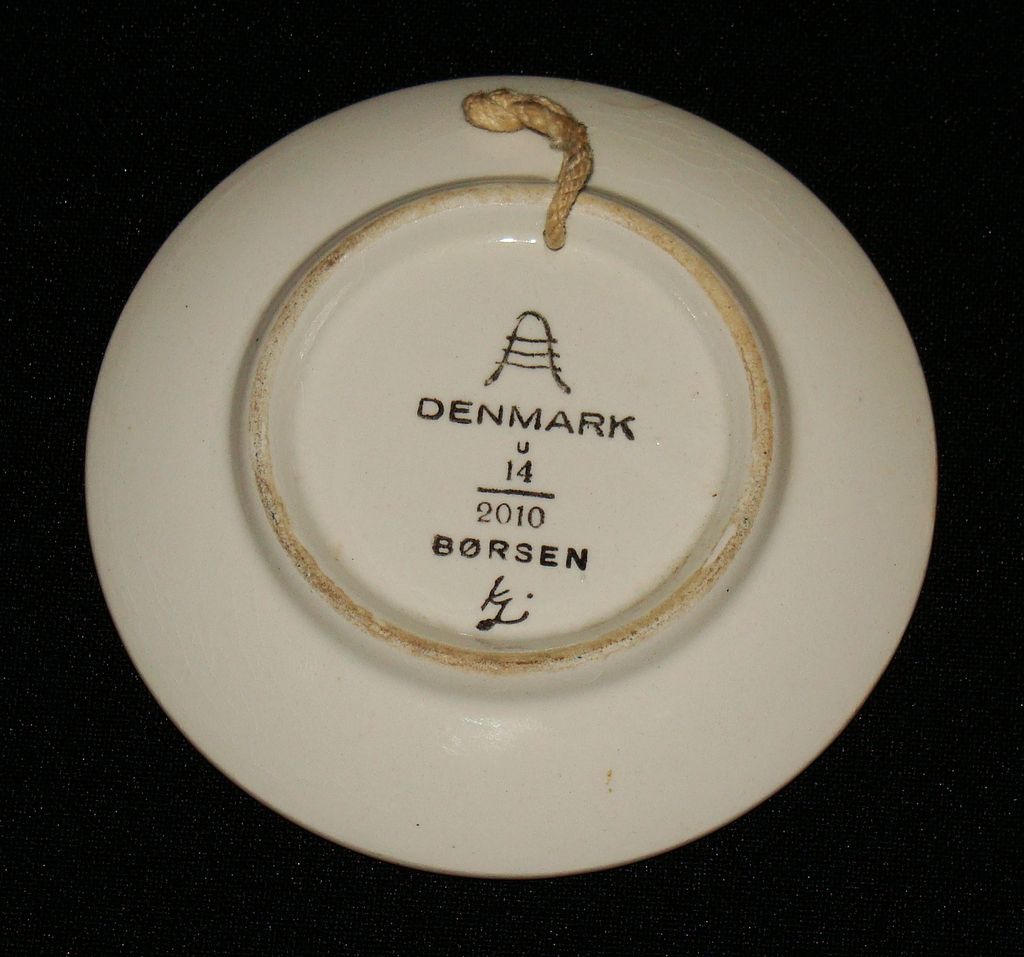 DENMARK
u
14
2010
BØRSEN